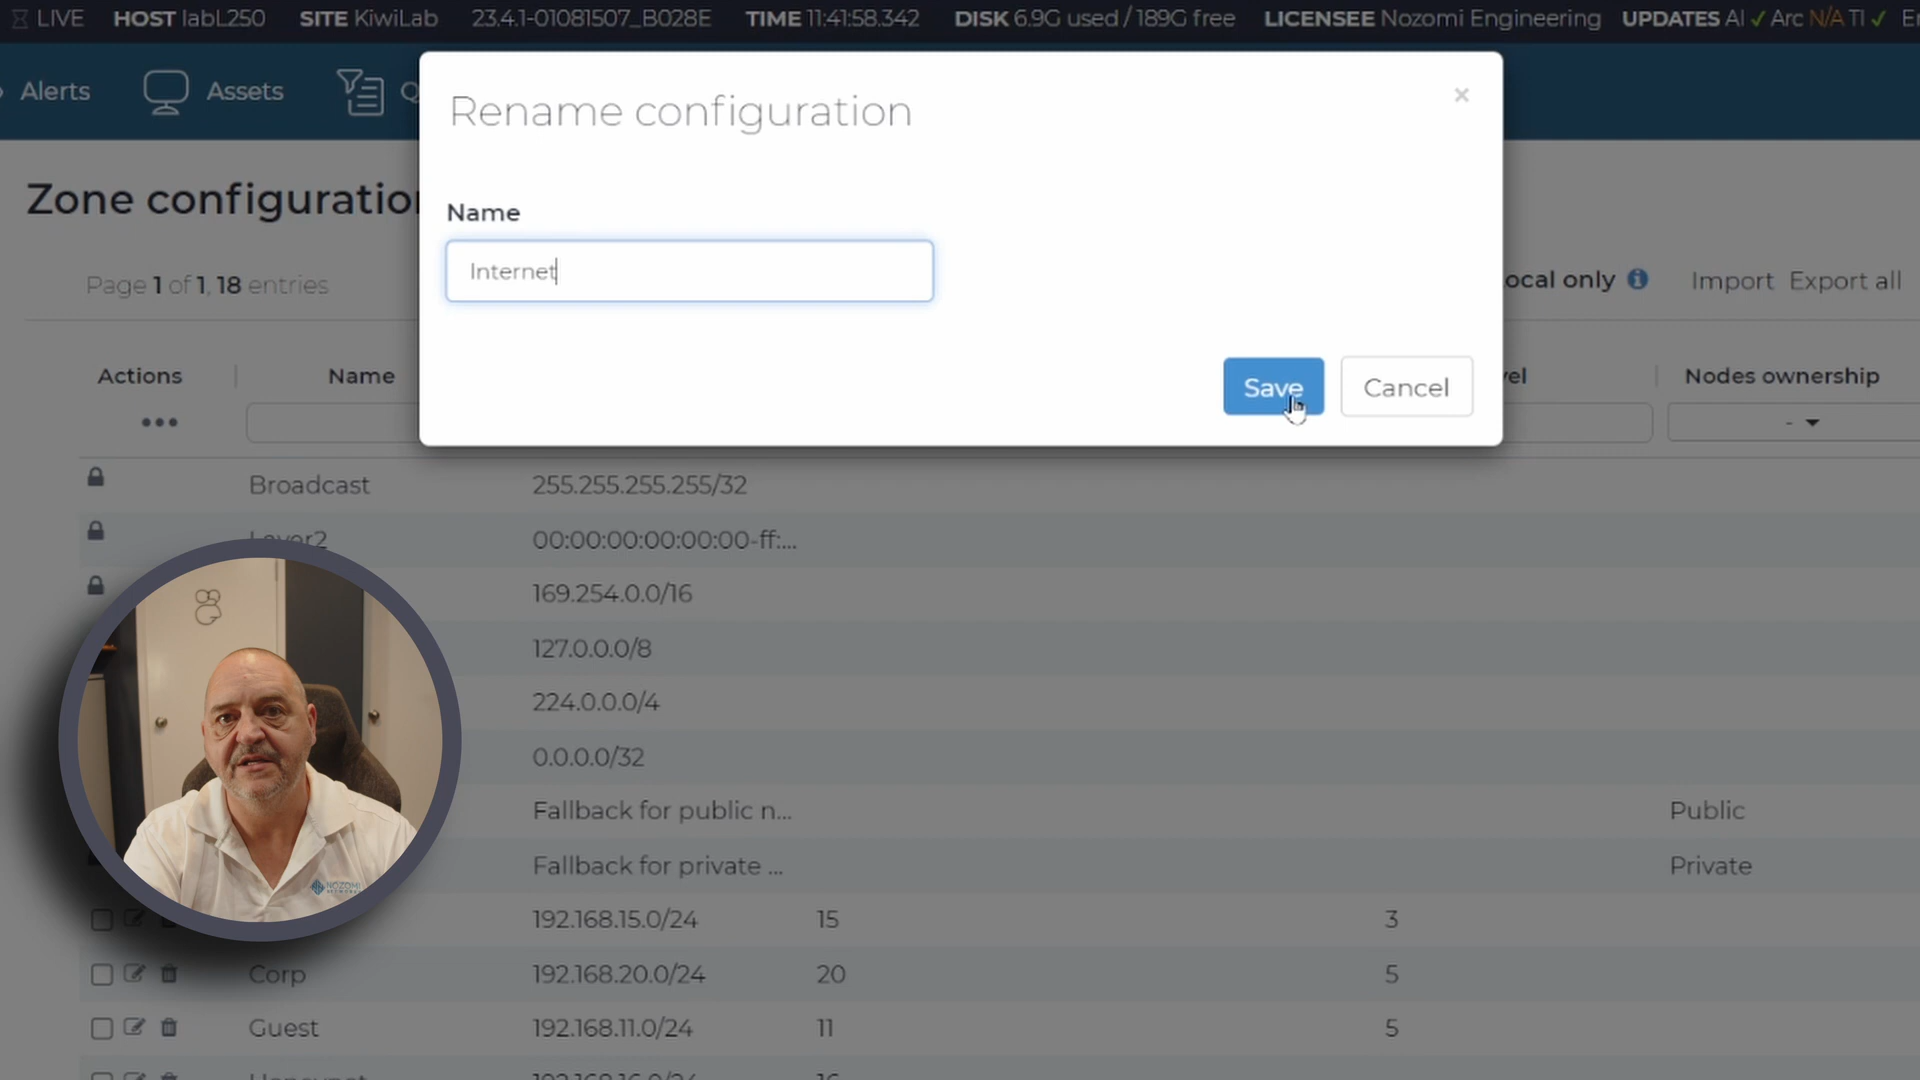 LIVE HOST labL250 SITE KiwiLab 23.4.1-01081507_B028E TIME 11:41:58.342 DISK 6.9G used / 189G free LICENSEE Nozomi Engineering UPDATES AI ✓ Arc N/A TI ✓
Alerts Assets
Rename configuration ×
Zone configuration
Name
Internet
Page 1 of 1, 18 entries
ocal only Import Export all
Save Cancel
Actions Name Nodes ownership
-
Broadcast 255.255.255.255/32
Layer2 00:00:00:00:00:00-ff:...
169.254.0.0/16
127.0.0.0/8
224.0.0.0/4
0.0.0.0/32
Fallback for public n... Public
Fallback for private ... Private
192.168.15.0/24 15 3
Corp 192.168.20.0/24 20 5
Guest 192.168.11.0/24 11 5
NOZOMI